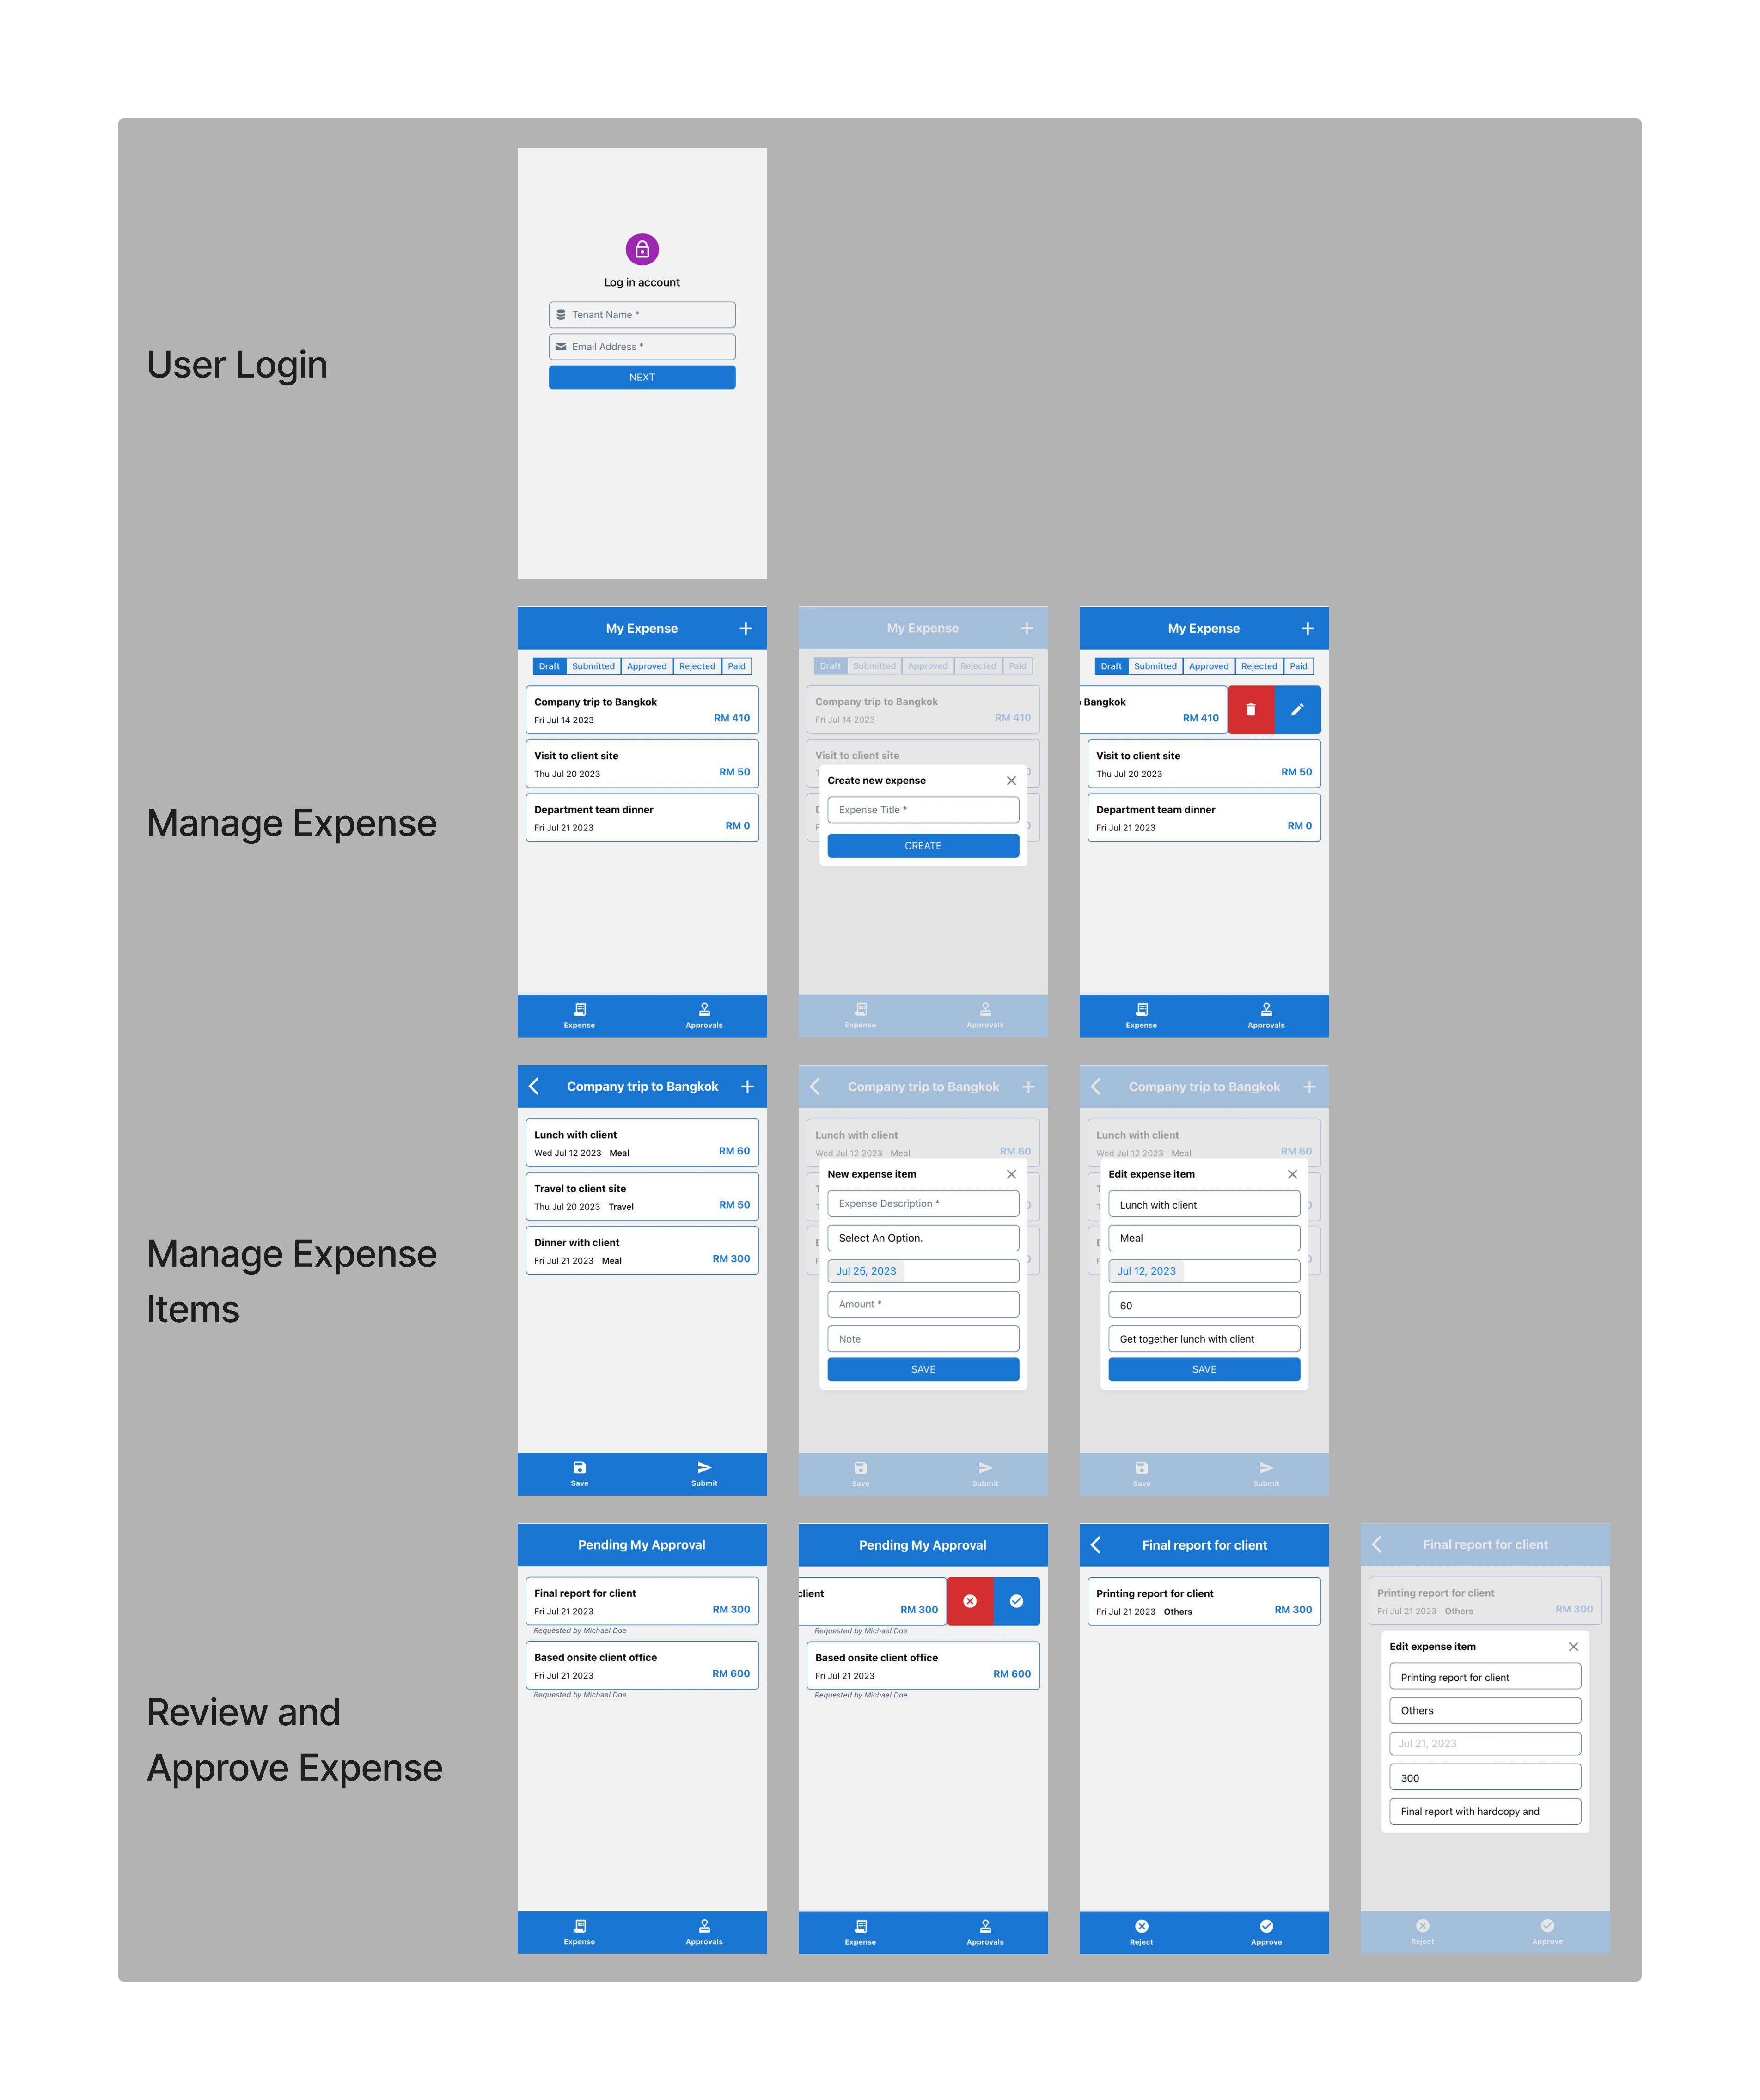 User Login
Log in account
Tenant Name *
Email Address *
NEXT
Manage Expense
My Expense
Draft Submitted Approved Rejected Paid
Company trip to Bangkok
Fri Jul 14 2023 RM 410
Visit to client site
Thu Jul 20 2023 RM 50
Department team dinner
Fri Jul 21 2023 RM 0
Expense Approvals
My Expense
Draft Submitted Approved Rejected Paid
Company trip to Bangkok
Fri Jul 14 2023 RM 410
Visit to client site
Create new expense
Expense Title *
CREATE
Expense Approvals
My Expense
Draft Submitted Approved Rejected Paid
Bangkok
RM 410
Visit to client site
Thu Jul 20 2023 RM 50
Department team dinner
Fri Jul 21 2023 RM 0
Expense Approvals
Manage Expense
Items
Company trip to Bangkok
Lunch with client
Wed Jul 12 2023 Meal RM 60
Travel to client site
Thu Jul 20 2023 Travel RM 50
Dinner with client
Fri Jul 21 2023 Meal RM 300
Save Submit
Company trip to Bangkok
Lunch with client
Wed Jul 12 2023 Meal RM 60
New expense item
Expense Description *
Select An Option.
Jul 25, 2023
Amount *
Note
SAVE
Save Submit
Company trip to Bangkok
Lunch with client
Wed Jul 12 2023 Meal RM 60
Edit expense item
Lunch with client
Meal
Jul 12, 2023
60
Get together lunch with client
SAVE
Save Submit
Review and
Approve Expense
Pending My Approval
Final report for client
Fri Jul 21 2023 RM 300
Requested by Michael Doe
Based onsite client office
Fri Jul 21 2023 RM 600
Requested by Michael Doe
Expense Approvals
Pending My Approval
client
RM 300
Requested by Michael Doe
Based onsite client office
Fri Jul 21 2023 RM 600
Requested by Michael Doe
Expense Approvals
Final report for client
Printing report for client
Fri Jul 21 2023 Others RM 300
Reject Approve
Final report for client
Printing report for client
Fri Jul 21 2023 Others RM 300
Edit expense item
Printing report for client
Others
Jul 21, 2023
300
Final report with hardcopy and
Reject Approve